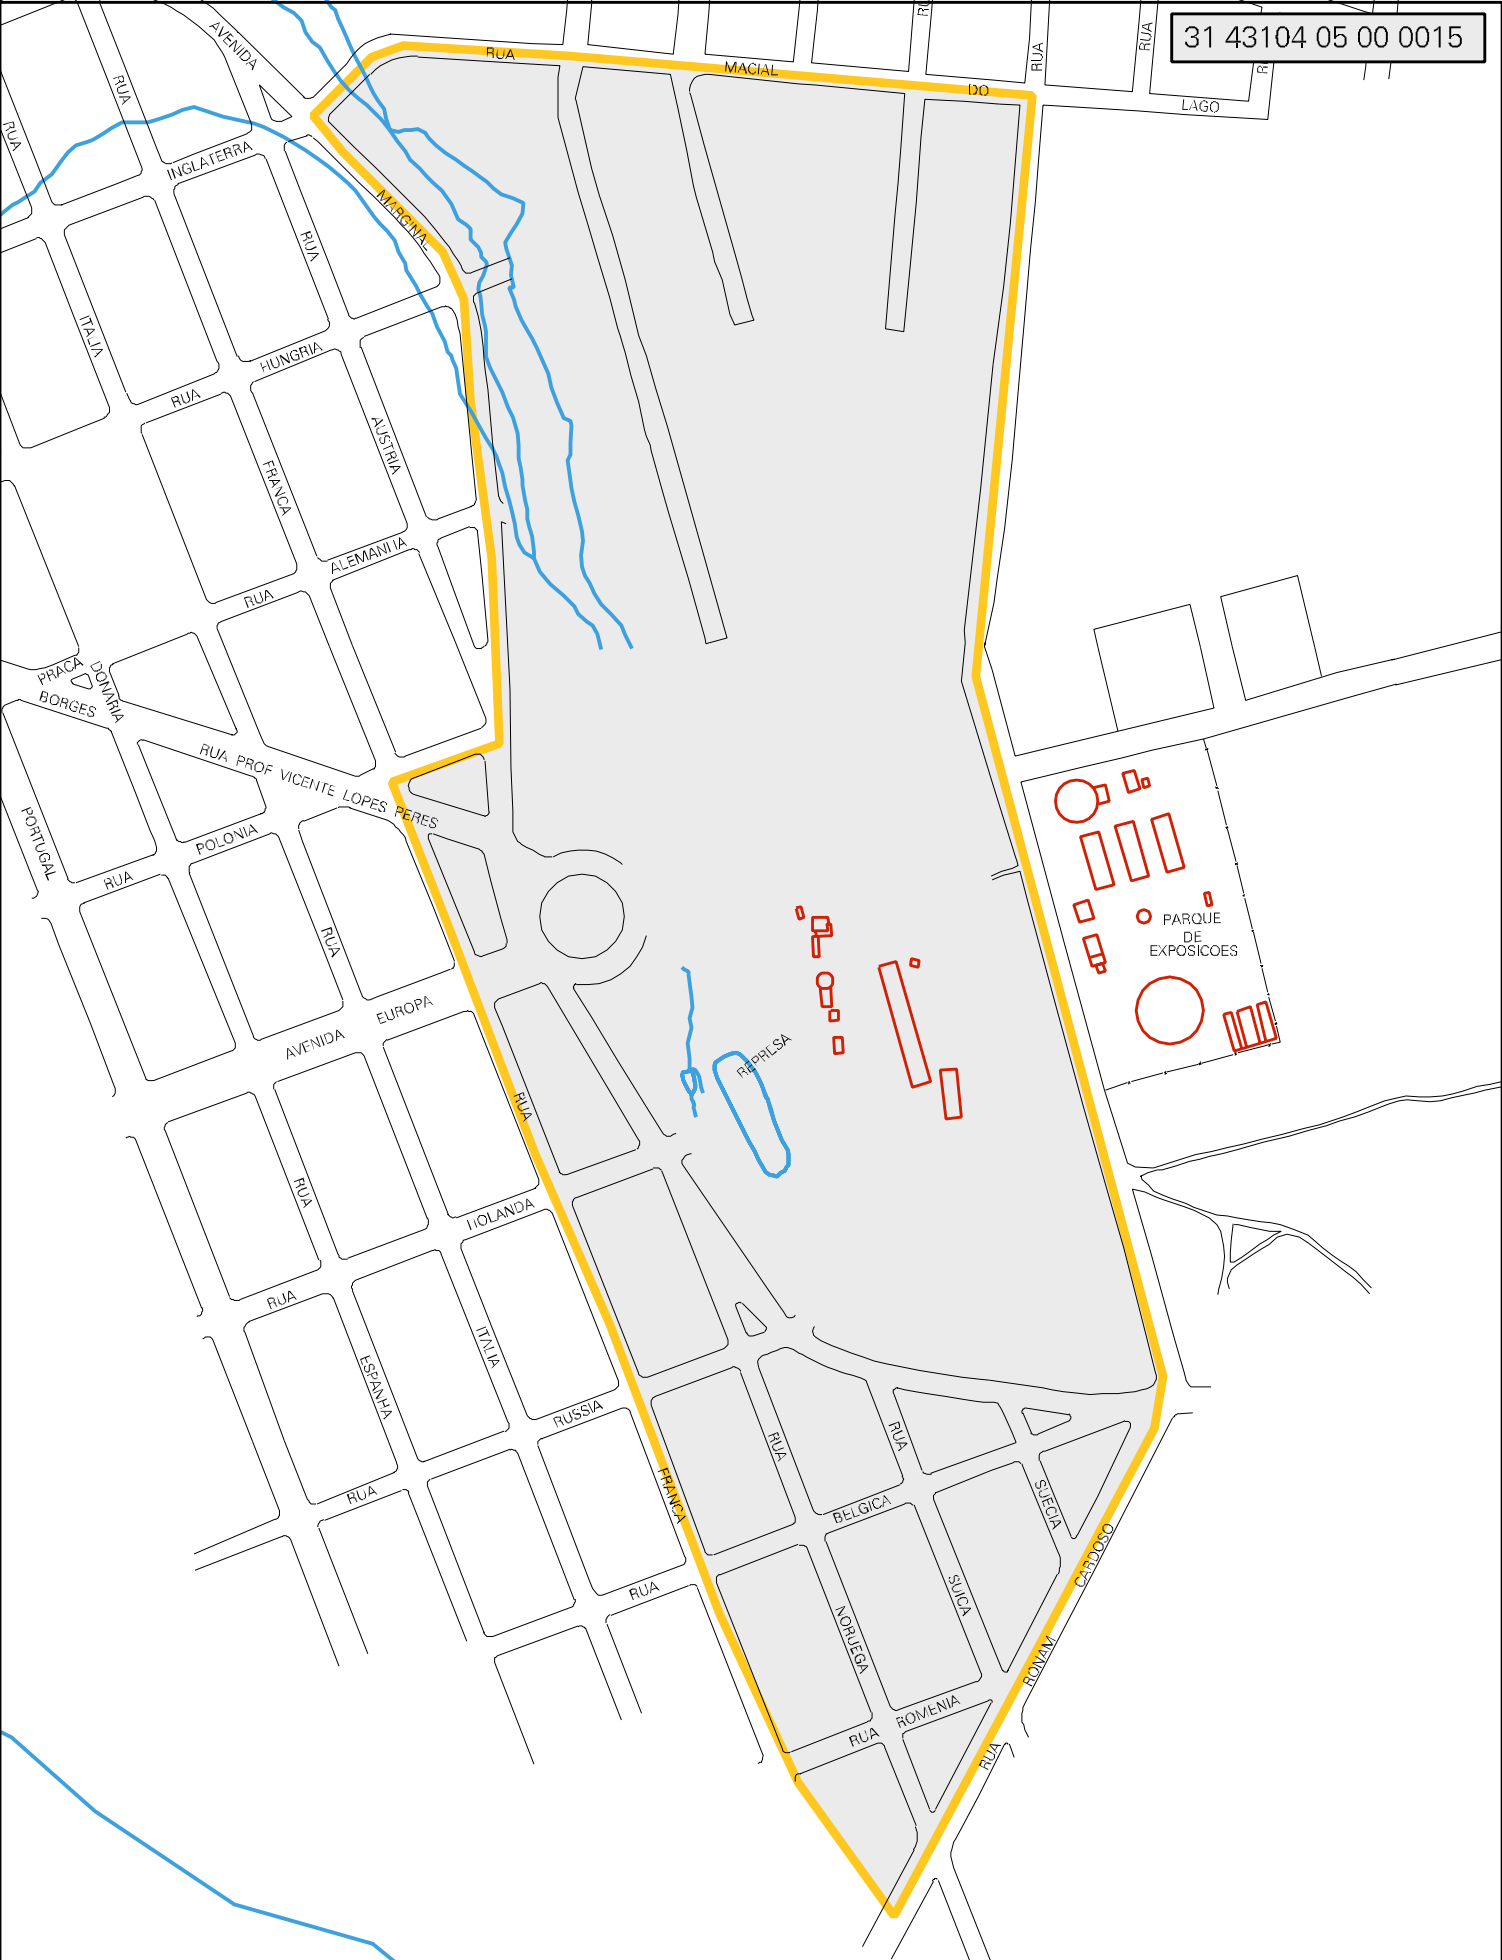 31 43104 05 00 0015
AVENIDA
RUA
RUA
RUA
RUA
RUA MACIAL DO LAGO
RUA
RUA
INGLATERRA
MARGINAL
RUA
ITALIA
HUNGRIA
RUA
AUSTRIA
FRANCA
ALEMANHA
RUA
PRACA
DONARIA
BORGES
RUA PROF VICENTE LOPES PERES
PORTUGAL
POLONIA
RUA
PARQUE
DE
EXPOSICOES
RUA
EUROPA
AVENIDA
REPRESA
RUA
RUA
HOLANDA
RUA
ITALIA
ESPANHA
RUSSIA
RUA
RUA
RUA
FRANCA
BELGICA
SUECIA
CARDOSO
RUA
SUICA
NORUEGA
RONAM
ROMENIA
RUA
RUA